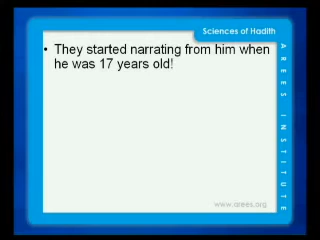 Sciences of Hadith
• They started narrating from him when
he was 17 years old!
AREES INSTITUTE
www.arees.org